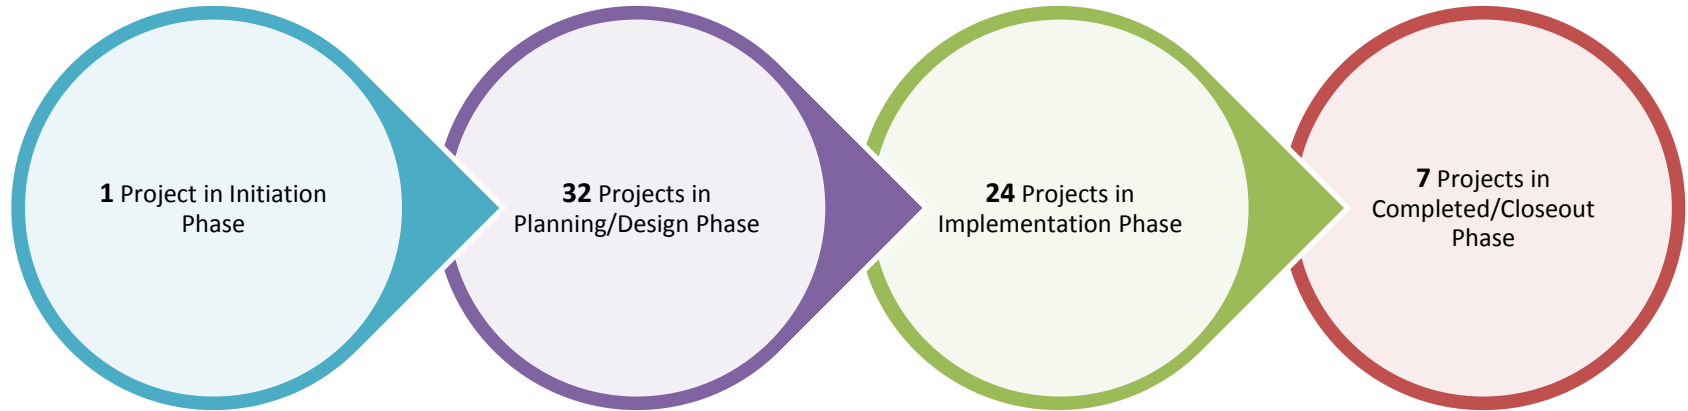 1 Project in Initiation
Phase
32 Projects in
Planning/Design Phase
24 Projects in
Implementation Phase
7 Projects in
Completed/Closeout
Phase